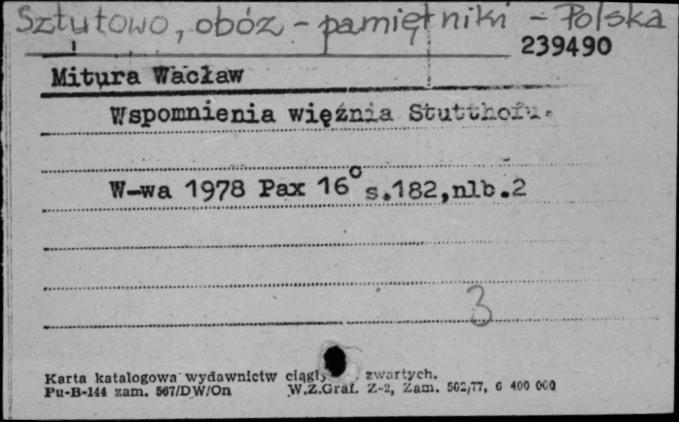 Sztutowo, obóz - pamiętniki - Polska
239490
Mitura Wacław
Wspomnienia więźnia Stutthofu.
W-wa 1978 Pax 16° s.182,nlb.2
3
Karta katalogowa wydawnictw zwartych.
Pu-B-144 zam. 567/DW/On W.Z.Graf. Z-2, Zam. 502/77, 6 400 000